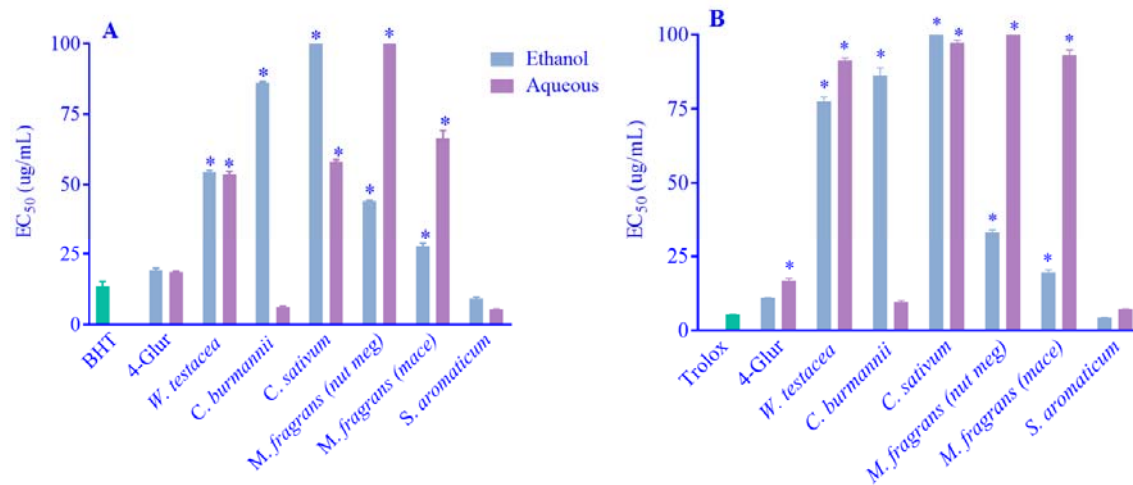 A
100
75
50
25
0
EC50 (ug/mL)
* * * * * * * * *
Ethanol
Aqueous
BHT
4-Glur
W. testacea
C. burmannii
C. sativum
M. fragrans (nut meg)
M. fragrans (mace)
S. aromaticum
B
100
75
50
25
0
EC50 (ug/mL)
* * * * * * * * * *
Trolox
4-Glur
W. testacea
C. burmannii
C. sativum
M. fragrans (nut meg)
M. fragrans (mace)
S. aromaticum